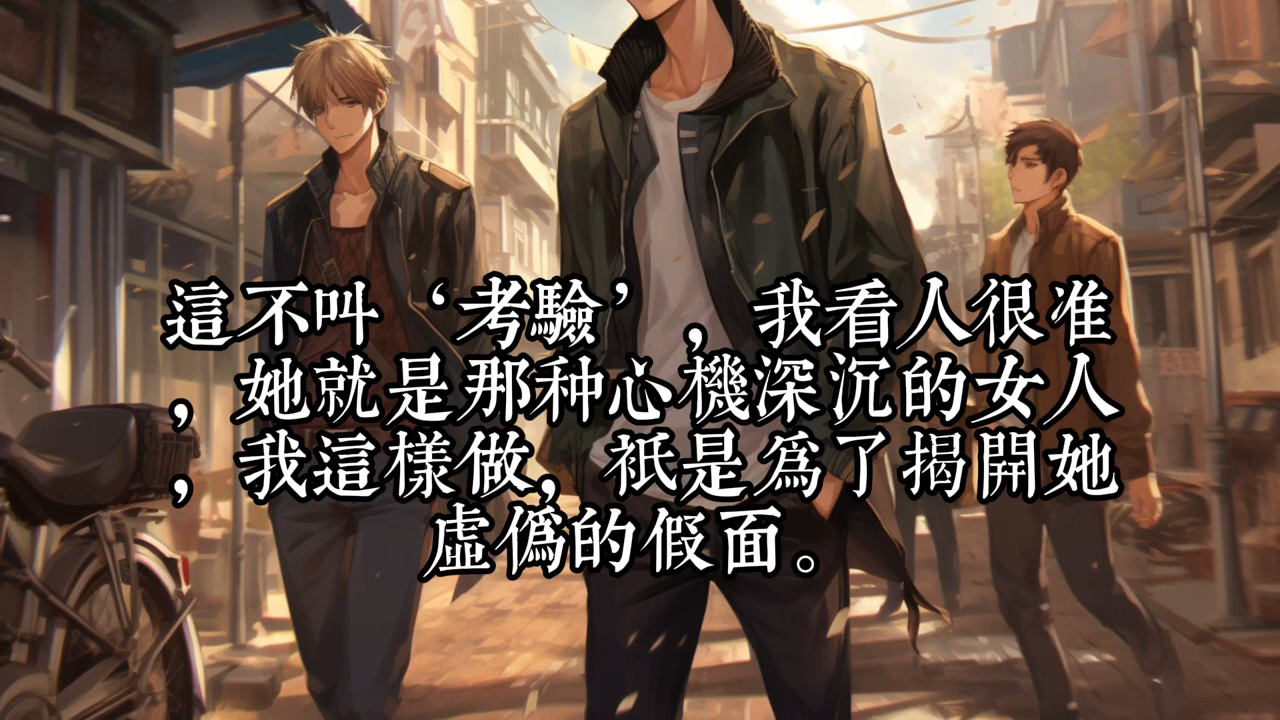 這不叫‘考驗’，我看人很准
，她就是那种心機深沉的女人
，我這樣做，衹是爲了揭開她
虛僞的假面。